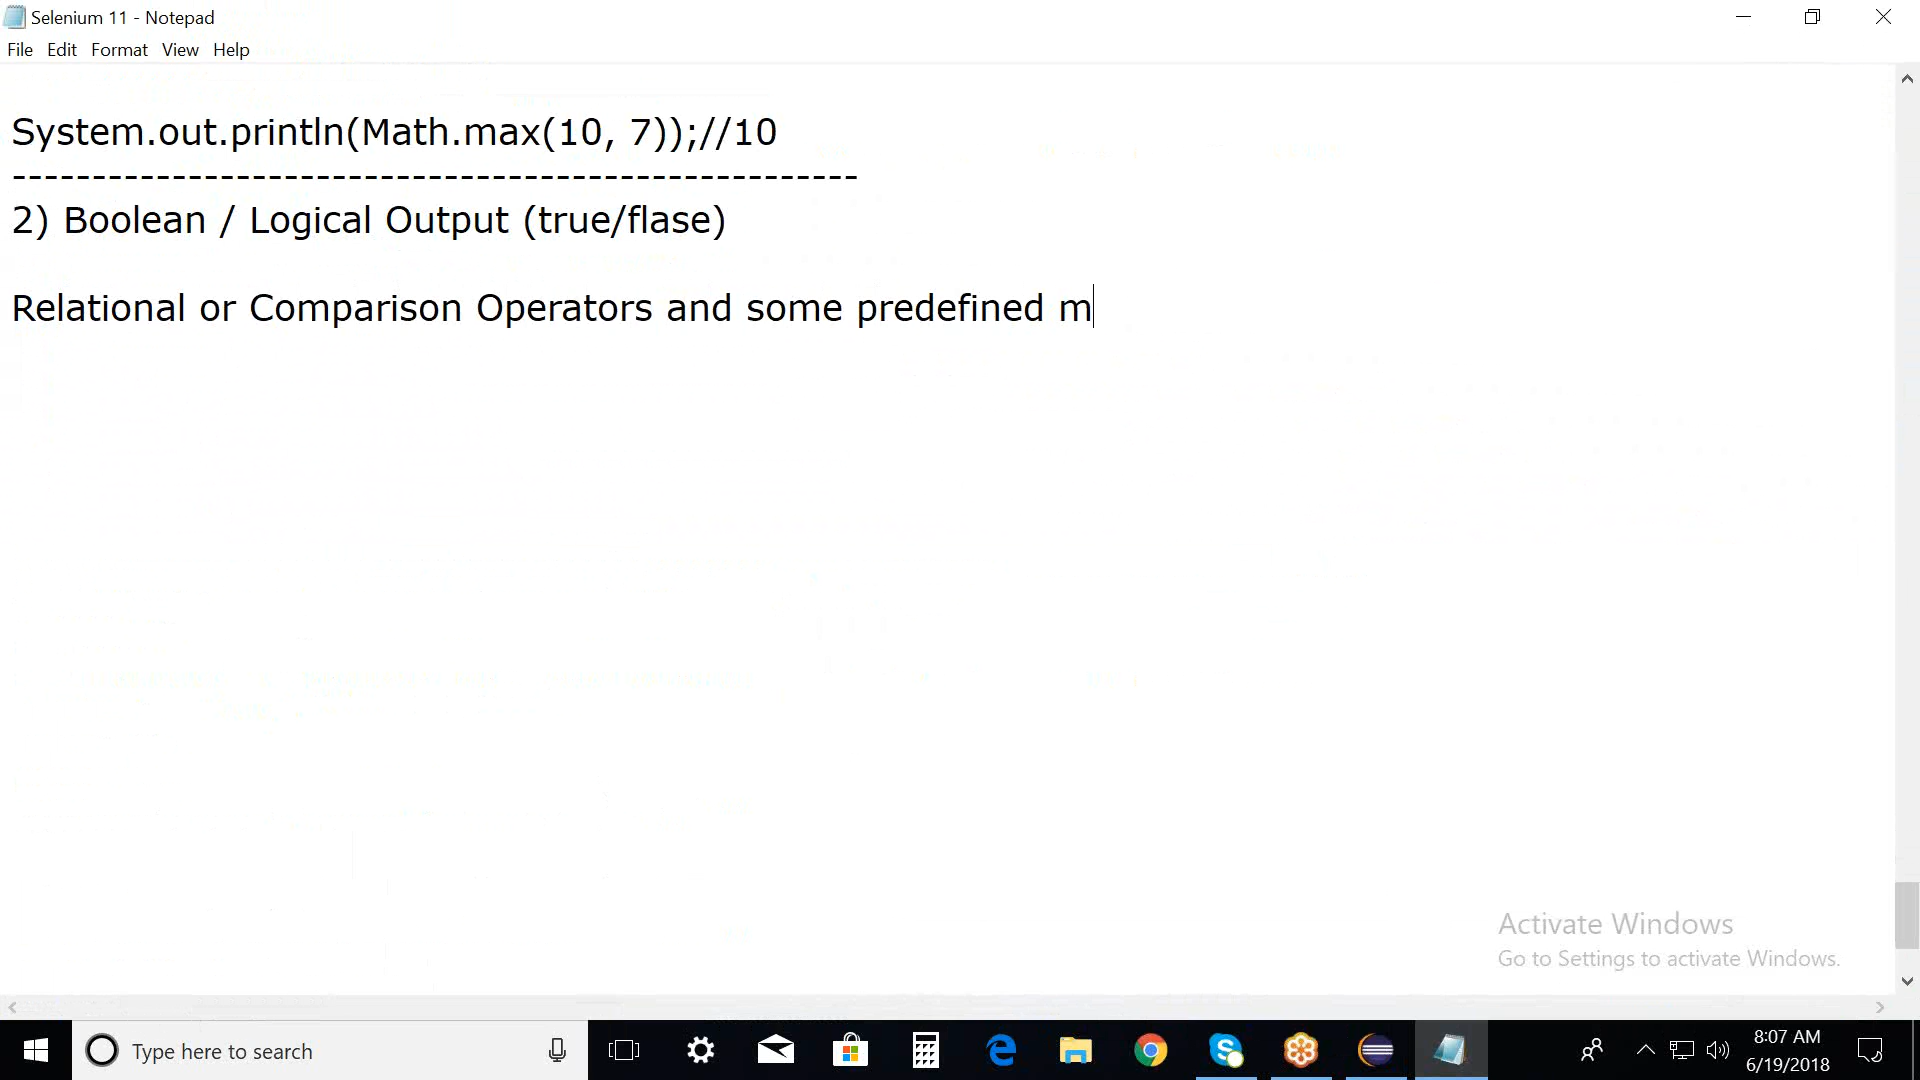 Selenium 11 - Notepad
File Edit Format View Help
System.out.println(Math.max(10, 7));//10
-----------------------------------------------------
2) Boolean / Logical Output (true/flase)
Relational or Comparison Operators and some predefined m
Activate Windows
Go to Settings to activate Windows.
Type here to search
8:07 AM
6/19/2018